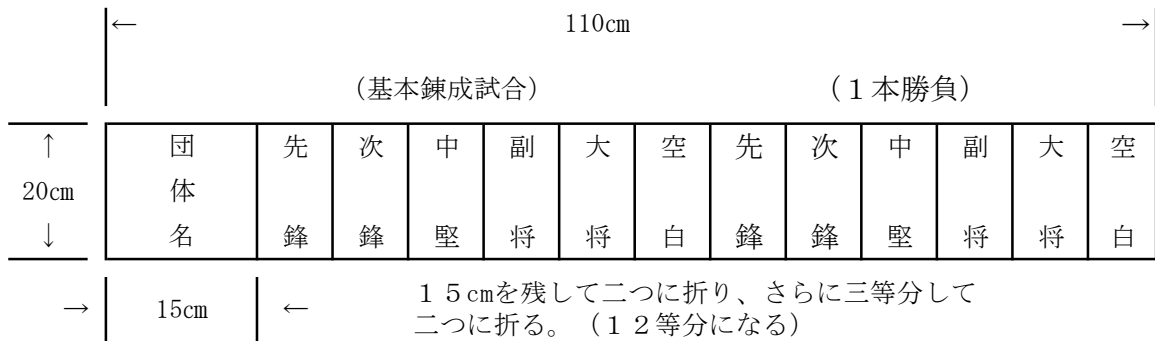 ← 110cm →
（基本錬成試合） （１本勝負）
↑ 団 先 次 中 副 大 空 先 次 中 副 大 空
20cm 体
↓ 名 鋒 鋒 堅 将 将 白 鋒 鋒 堅 将 将 白
→ 15cm ← １５cmを残して二つに折り、さらに三等分して
二つに折る。（１２等分になる）